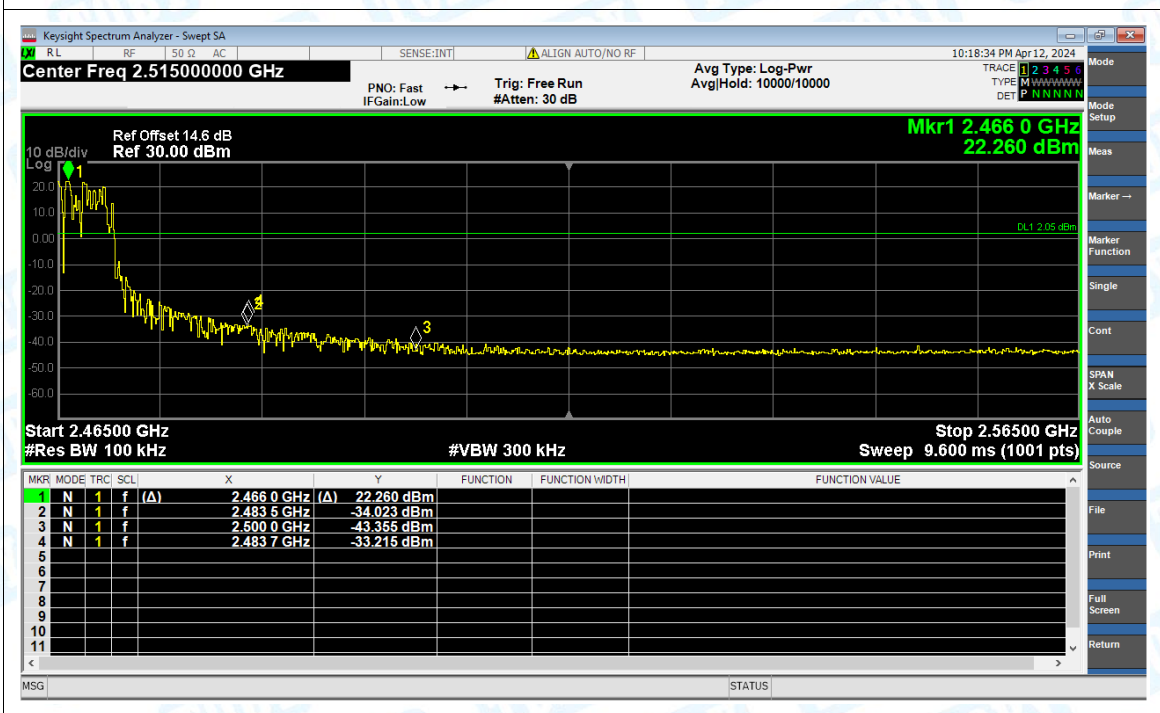 Keysight Spectrum Analyzer - Swept SA
LXI RL RF 50 Ω AC SENSE:INT ALIGN AUTO/NO RF 10:18:34 PM Apr 12, 2024
Center Freq 2.515000000 GHz
PNO: Fast
IFGain:Low
Trig: Free Run
#Atten: 30 dB
Avg Type: Log-Pwr
Avg|Hold: 10000/10000
TRACE 1 2 3 4 5 6
TYPE M W W W W W
DET P N N N N N
Mkr1 2.466 0 GHz
22.260 dBm
Ref Offset 14.6 dB
10 dB/div Ref 30.00 dBm
Log
1
20.0
10.0
0.00
DL1 2.05 dBm
-10.0
-20.0
-30.0
3
-40.0
-50.0
-60.0
Start 2.46500 GHz Stop 2.56500 GHz
#Res BW 100 kHz #VBW 300 kHz Sweep 9.600 ms (1001 pts)
MKR MODE TRC SCL X Y FUNCTION FUNCTION WIDTH FUNCTION VALUE
1 N 1 f (Δ) 2.466 0 GHz (Δ) 22.260 dBm
2 N 1 f 2.483 5 GHz -34.023 dBm
3 N 1 f 2.500 0 GHz -43.355 dBm
4 N 1 f 2.483 7 GHz -33.215 dBm
5
6
7
8
9
10
11
MSG STATUS
Mode
Mode Setup
Meas
Marker →
Marker Function
Single
Cont
SPAN X Scale
Auto Couple
Source
File
Print
Full Screen
Return